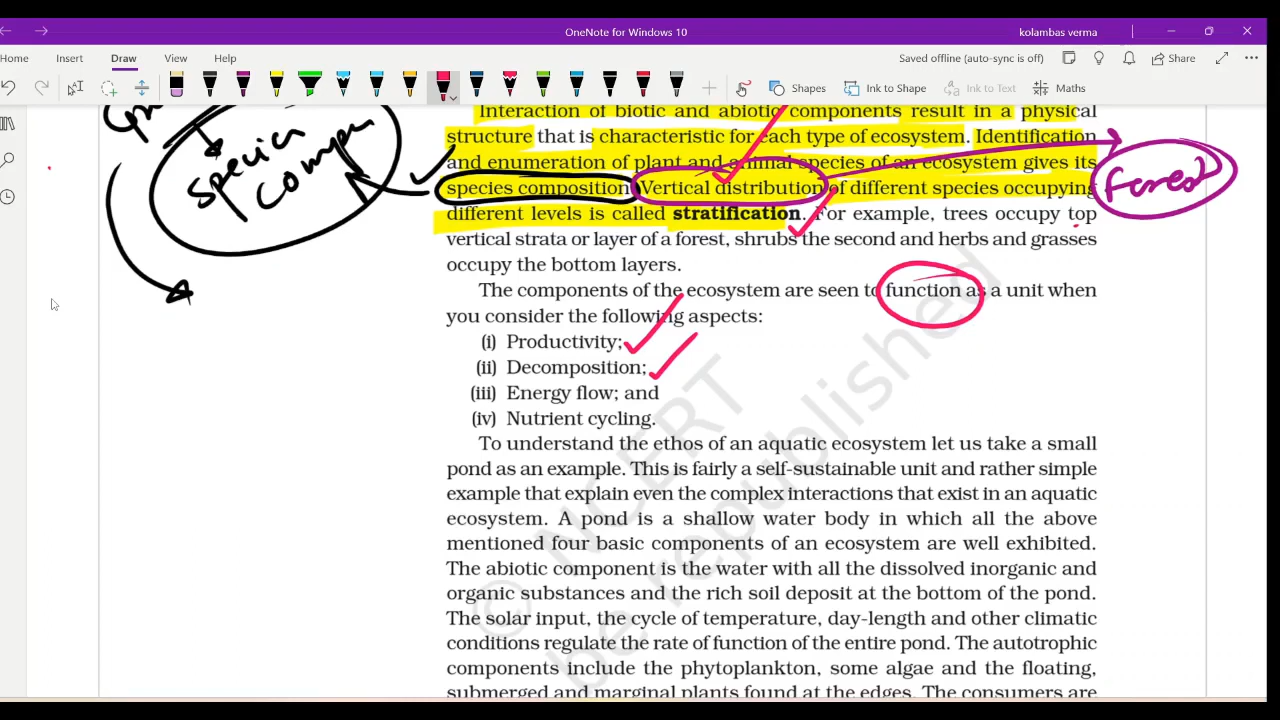 OneNote for Windows 10
kolambas verma
Home Insert Draw View Help
Saved offline (auto-sync is off)
Share
Shapes
Ink to Shape
Ink to Text
Maths
Interaction of biotic and abiotic components result in a physical
structure that is characteristic for each type of ecosystem. Identification
and enumeration of plant and animal species of an ecosystem gives its
species composition. Vertical distribution of different species occupying
different levels is called stratification. For example, trees occupy top
vertical strata or layer of a forest, shrubs the second and herbs and grasses
occupy the bottom layers.
Species
Forest
The components of the ecosystem are seen to function as a unit when
you consider the following aspects:
(i) Productivity;
(ii) Decomposition;
(iii) Energy flow; and
(iv) Nutrient cycling.
To understand the ethos of an aquatic ecosystem let us take a small
pond as an example. This is fairly a self-sustainable unit and rather simple
example that explain even the complex interactions that exist in an aquatic
ecosystem. A pond is a shallow water body in which all the above
mentioned four basic components of an ecosystem are well exhibited.
The abiotic component is the water with all the dissolved inorganic and
organic substances and the rich soil deposit at the bottom of the pond.
The solar input, the cycle of temperature, day-length and other climatic
conditions regulate the rate of function of the entire pond. The autotrophic
components include the phytoplankton, some algae and the floating,
submerged and marginal plants found at the edges. The consumers are
© NCERT
be republished